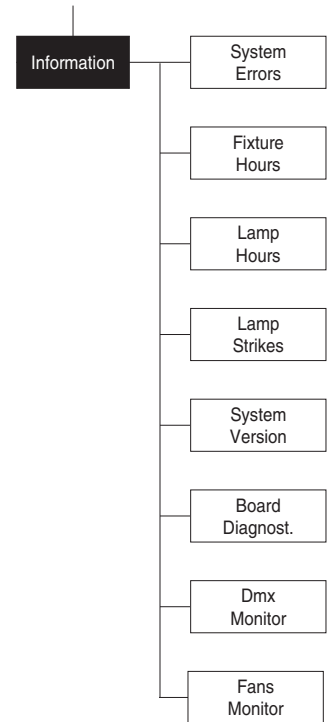 Information
System
Errors
Fixture
Hours
Lamp
Hours
Lamp
Strikes
System
Version
Board
Diagnost.
Dmx
Monitor
Fans
Monitor